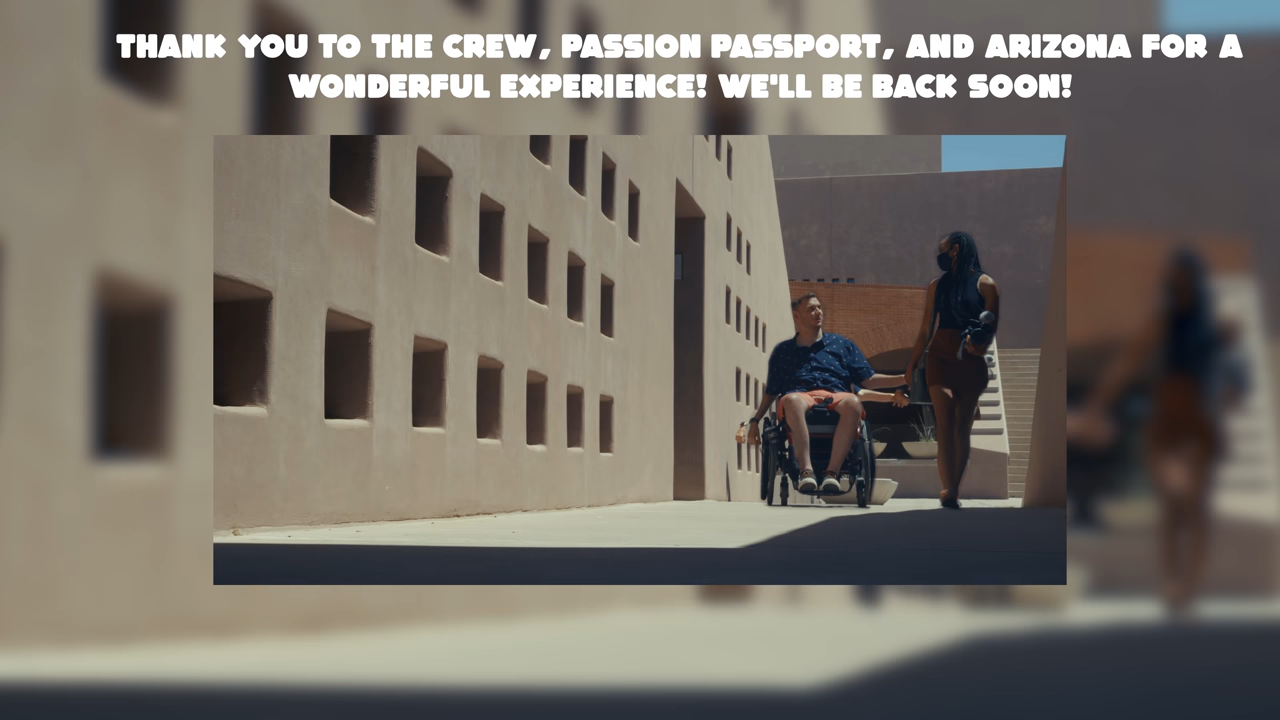 THANK YOU TO THE CREW, PASSION PASSPORT, AND ARIZONA FOR A
WONDERFUL EXPERIENCE! WE'LL BE BACK SOON!